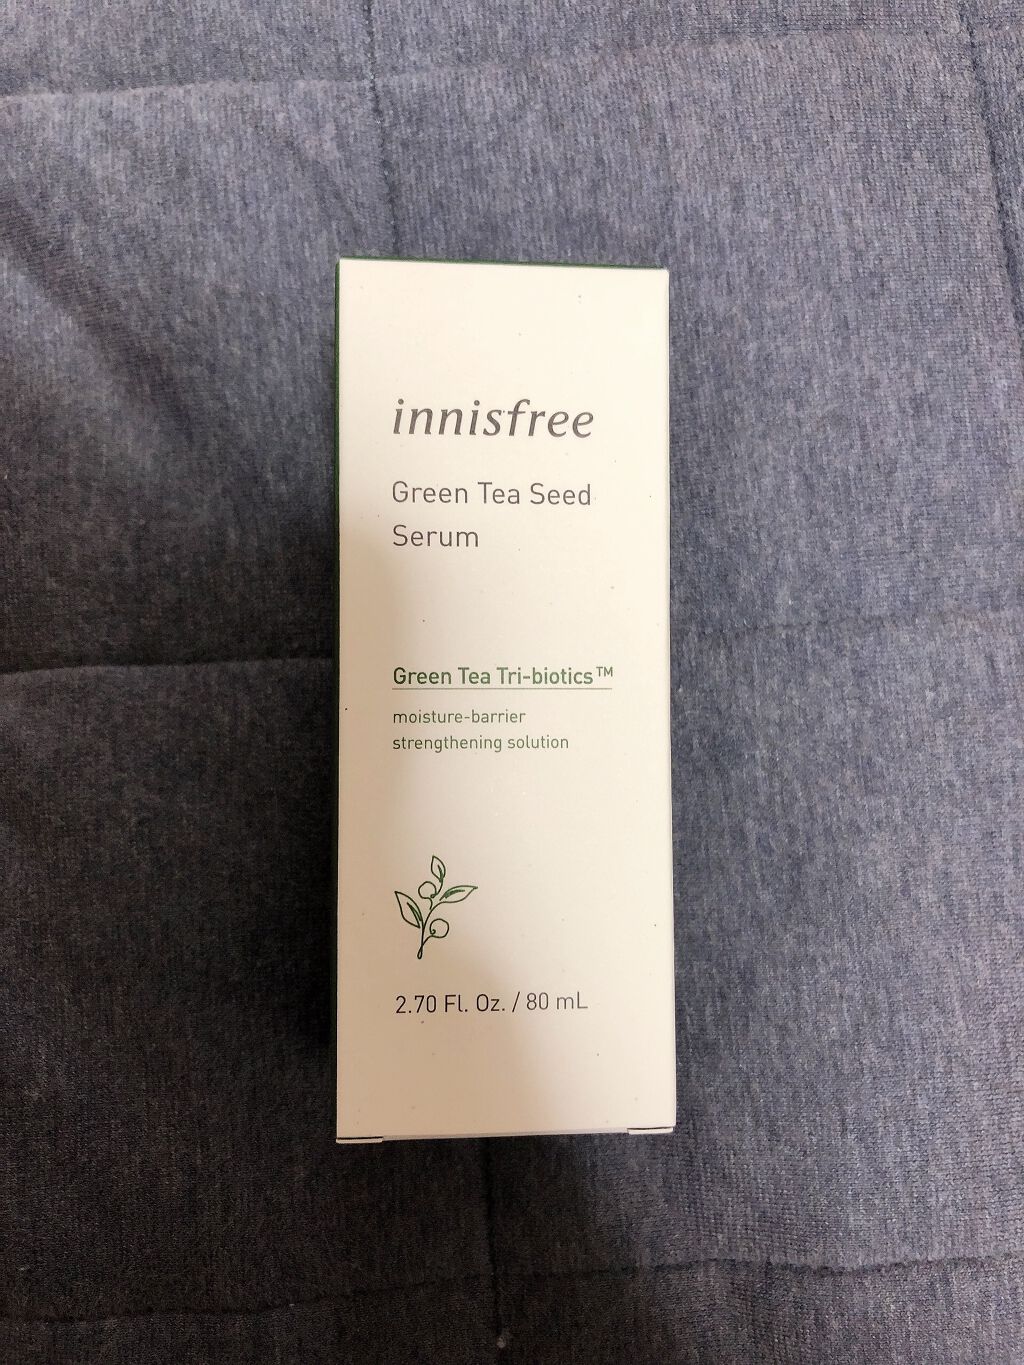 innisfree
Green Tea Seed
Serum
Green Tea Tri-biotics™
moisture-barrier
strengthening solution
2.70 Fl. Oz. / 80 mL